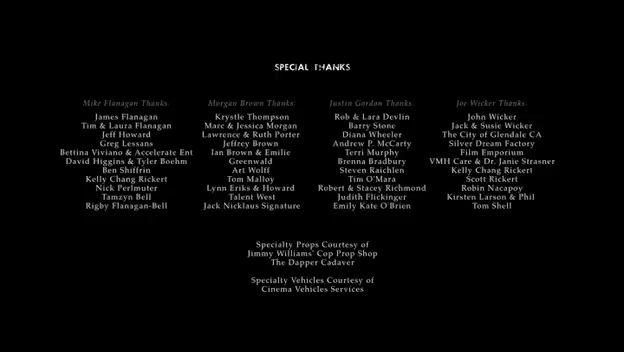 SPECIAL THANKS
Mike Flanagan Thanks:
James Flanagan
Tim & Laura Flanagan
Jeff Howard
Greg Lessans
Bettina Viviano & Accelerate Ent
David Higgins & Tyler Boehm
Ben Shiffrin
Kelly Chang Rickert
Nick Perlmuter
Tamzyn Bell
Rigby Flanagan-Bell
Morgan Brown Thanks:
Krystle Thompson
Marc & Jessica Morgan
Lawrence & Ruth Porter
Jeffrey Brown
Ian Brown & Emilie
Greenwald
Art Wolff
Tom Malloy
Lynn Eriks & Howard
Talent West
Jack Nicklaus Signature
Justin Gordon Thanks:
Rob & Lara Devlin
Barry Stone
Diana Wheeler
Andrew P. McCarty
Terri Murphy
Brenna Bradbury
Steven Raichlen
Tim O'Mara
Robert & Stacey Richmond
Judith Flickinger
Emily Kate O'Brien
Joe Wicker Thanks:
John Wicker
Jack & Susie Wicker
The City of Glendale CA
Silver Dream Factory
Film Emporium
VMH Care & Dr. Janie Strasner
Kelly Chang Rickert
Scott Rickert
Robin Nacapoy
Kirsten Larson & Phil
Tom Shell
Specialty Props Courtesy of
Jimmy Williams' Cop Prop Shop
The Dapper Cadaver
Specialty Vehicles Courtesy of
Cinema Vehicles Services